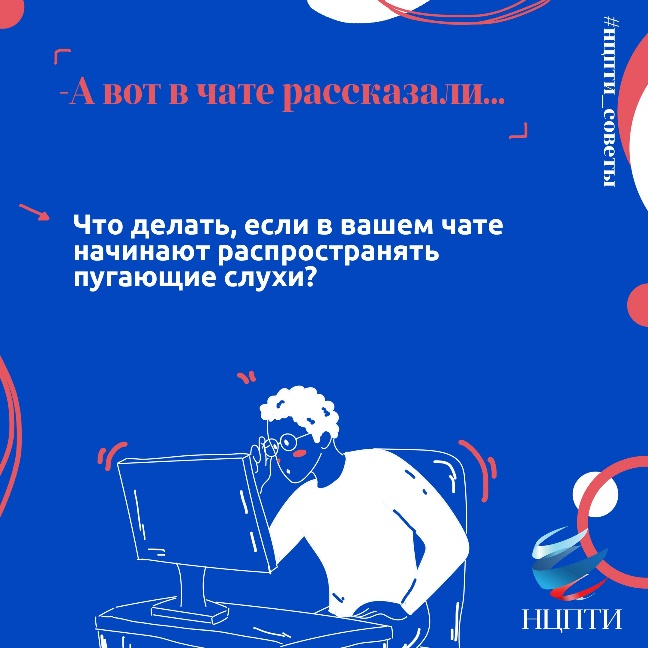 -А вот в чате рассказали...
#нцпти_советы
Что делать, если в вашем чате
начинают распространять
пугающие слухи?
НЦПТИ